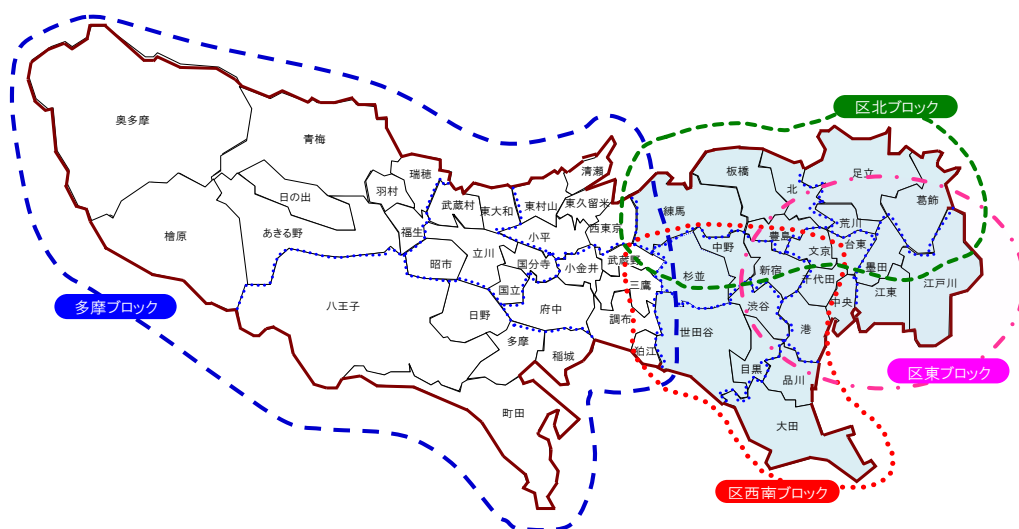 区北ブロック
奥多摩
青梅
板橋
足立
清瀬
北
瑞穂
羽村
葛飾
日の出
武蔵村
東大和
東村山
東久留米
練馬
荒川
西東京
あきる野
福生
檜原
小平
豊島
文京
台東
中野
立川
昭市
国分寺
小金井
武蔵野
新宿
墨田
杉並
千代田
三鷹
国立
江東
江戸川
多摩ブロック
八王子
日野
府中
調布
渋谷
中央
世田谷
港
多摩
稲城
狛江
目黒
品川
区東ブロック
町田
大田
区西南ブロック